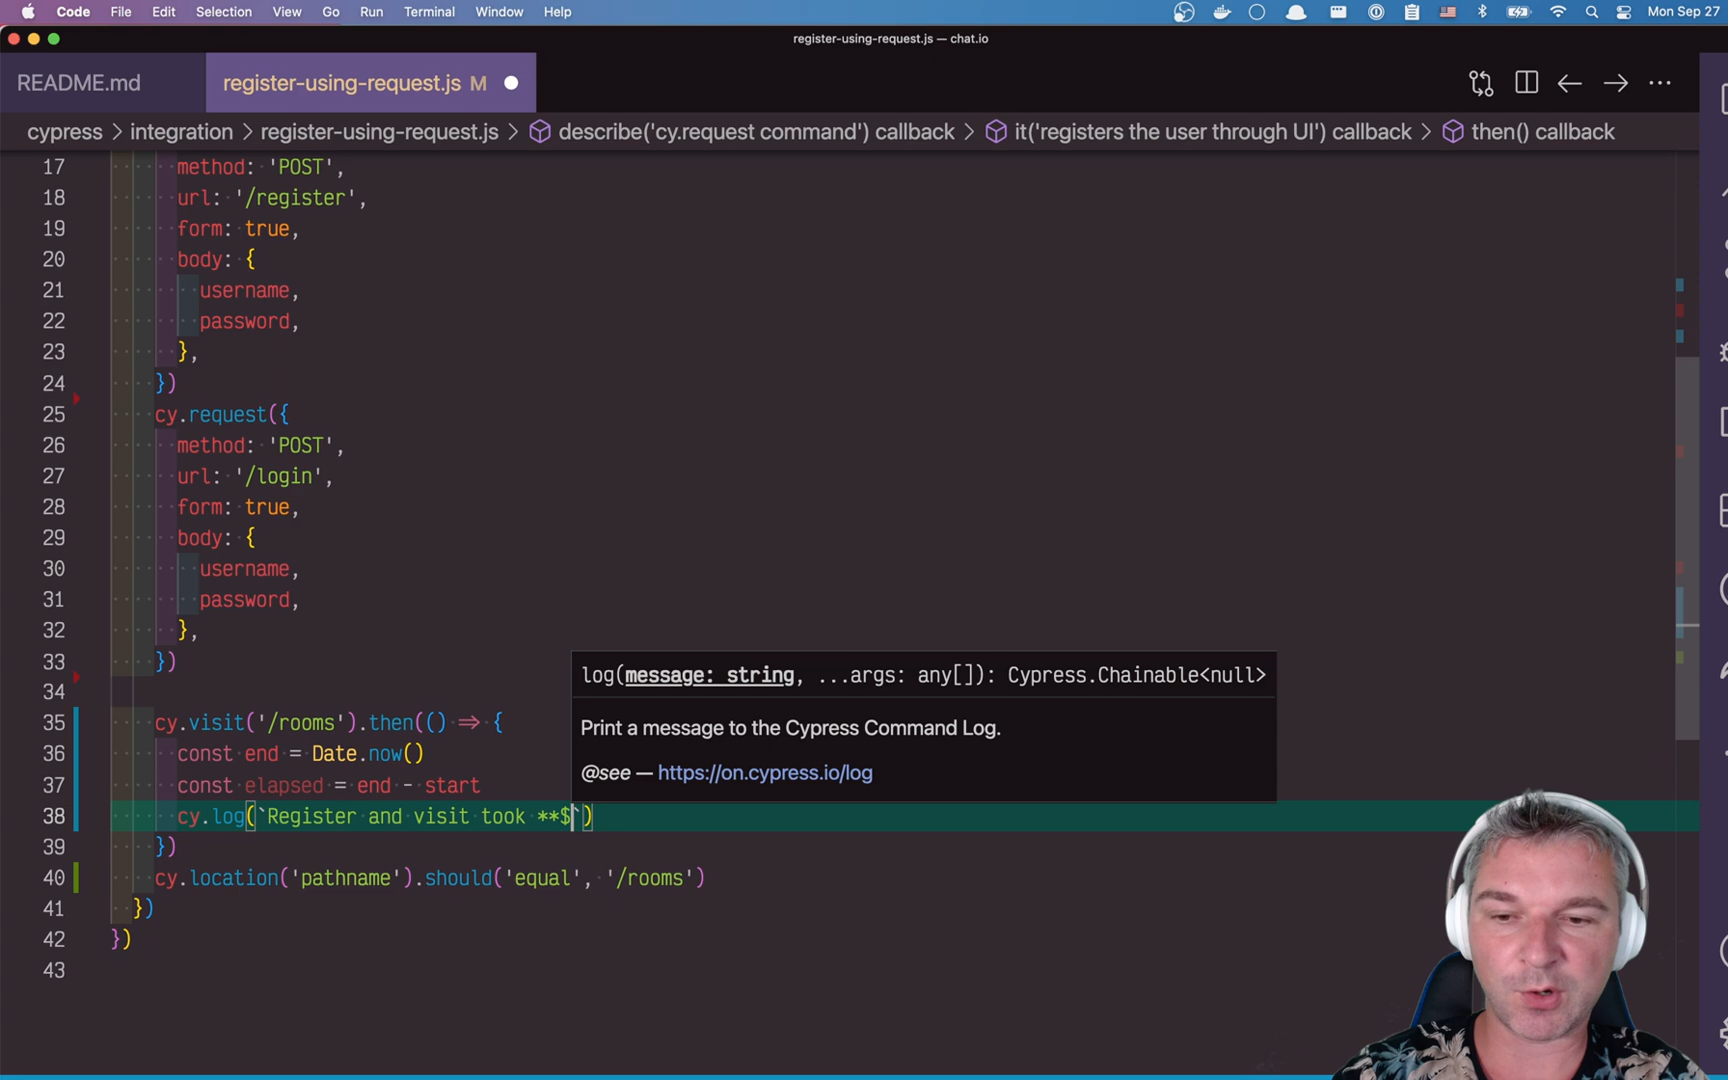 Code File Edit Selection View Go Run Terminal Window Help Mon Sep 27
register-using-request.js — chat.io
README.md register-using-request.js M
cypress > integration > register-using-request.js > describe('cy.request command') callback > it('registers the user through UI') callback > then() callback
17 method: 'POST',
18 url: '/register',
19 form: true,
20 body: {
21 username,
22 password,
23 },
24 })
25 cy.request({
26 method: 'POST',
27 url: '/login',
28 form: true,
29 body: {
30 username,
31 password,
32 },
33 })
log(message: string, ...args: any[]): Cypress.Chainable<null>
34
Print a message to the Cypress Command Log.
@see — https://on.cypress.io/log
35 cy.visit('/rooms').then(() => {
36 const end = Date.now()
37 const elapsed = end - start
38 cy.log(`Register and visit took **$`)
39 })
40 cy.location('pathname').should('equal', '/rooms')
41 })
42 })
43